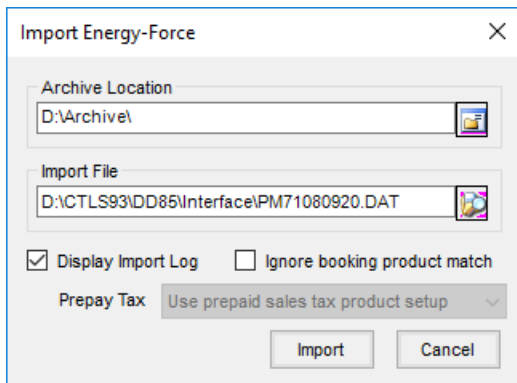 Import Energy-Force
Archive Location
D:\Archive\
Import File
D:\CTLS93\DD85\Interface\PM71080920.DAT
Display Import Log Ignore booking product match
Prepay Tax Use prepaid sales tax product setup
Import Cancel